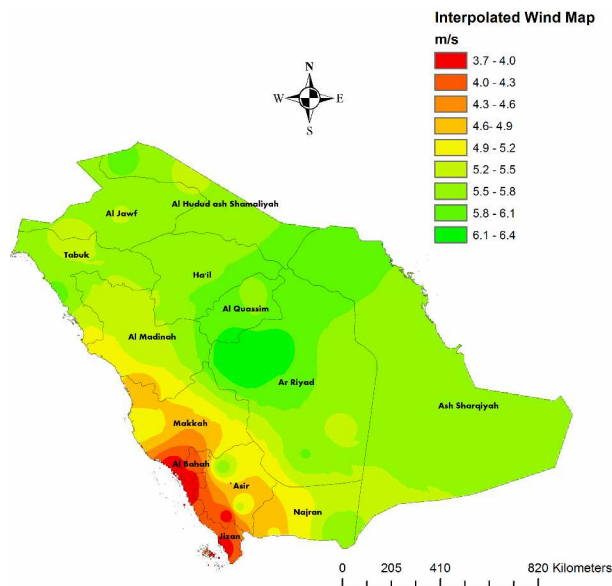 Interpolated Wind Map
m/s
3.7 - 4.0
4.0 - 4.3
4.3 - 4.6
4.6- 4.9
4.9 - 5.2
5.2 - 5.5
5.5 - 5.8
5.8 - 6.1
6.1 - 6.4
N
W E
S
Al Hudud ash Shamaliyah
Al Jawf
Tabuk
Ha'il
Al Quassim
Al Madinah
Ar Riyad
Ash Sharqiyah
Makkah
Al Bahah
`Asir
Najran
Jizan
0 205 410 820 Kilometers